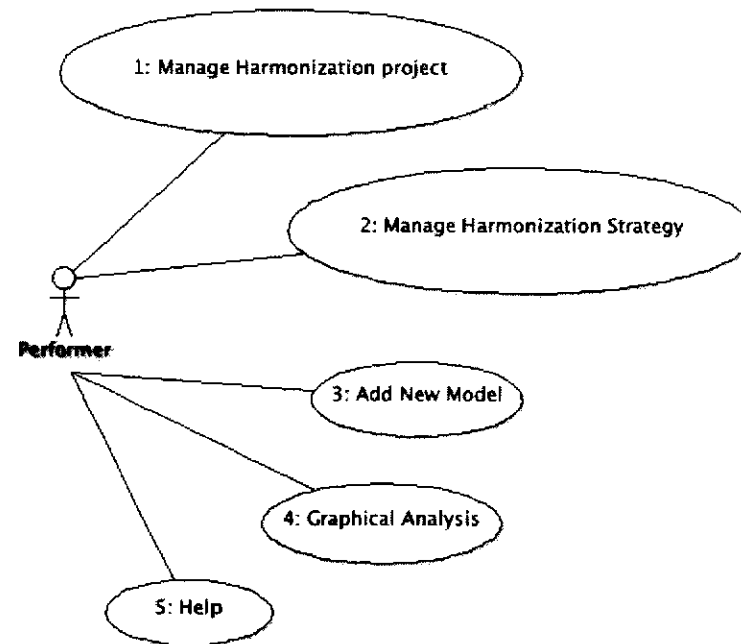 1: Manage Harmonization project
2: Manage Harmonization Strategy
Performer
3: Add New Model
4: Graphical Analysis
5: Help